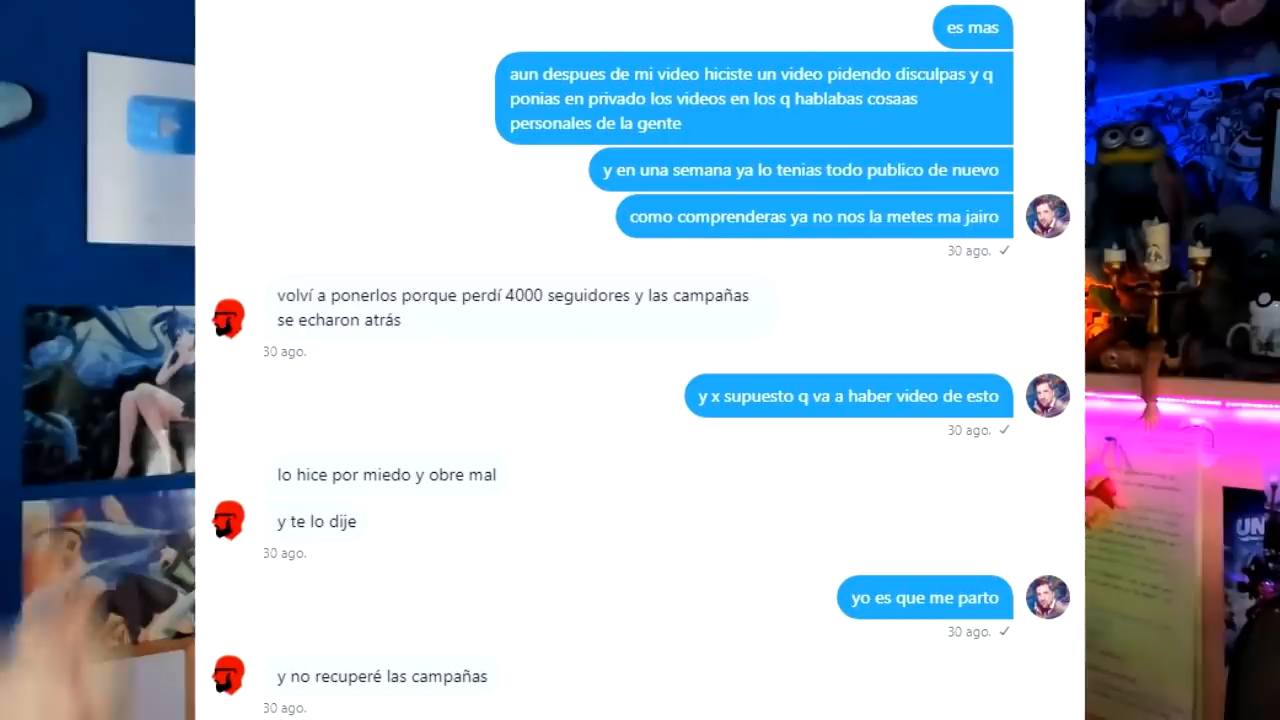 es mas
aun despues de mi video hiciste un video pidendo disculpas y q
ponias en privado los videos en los q hablabas cosaas
personales de la gente
y en una semana ya lo tenias todo publico de nuevo
como comprenderas ya no nos la metes ma jairo
30 ago. ✓
volví a ponerlos porque perdí 4000 seguidores y las campañas
se echaron atrás
30 ago.
y x supuesto q va a haber video de esto
30 ago. ✓
lo hice por miedo y obre mal
y te lo dije
30 ago.
UN
yo es que me parto
30 ago. ✓
y no recuperé las campañas
30 ago.